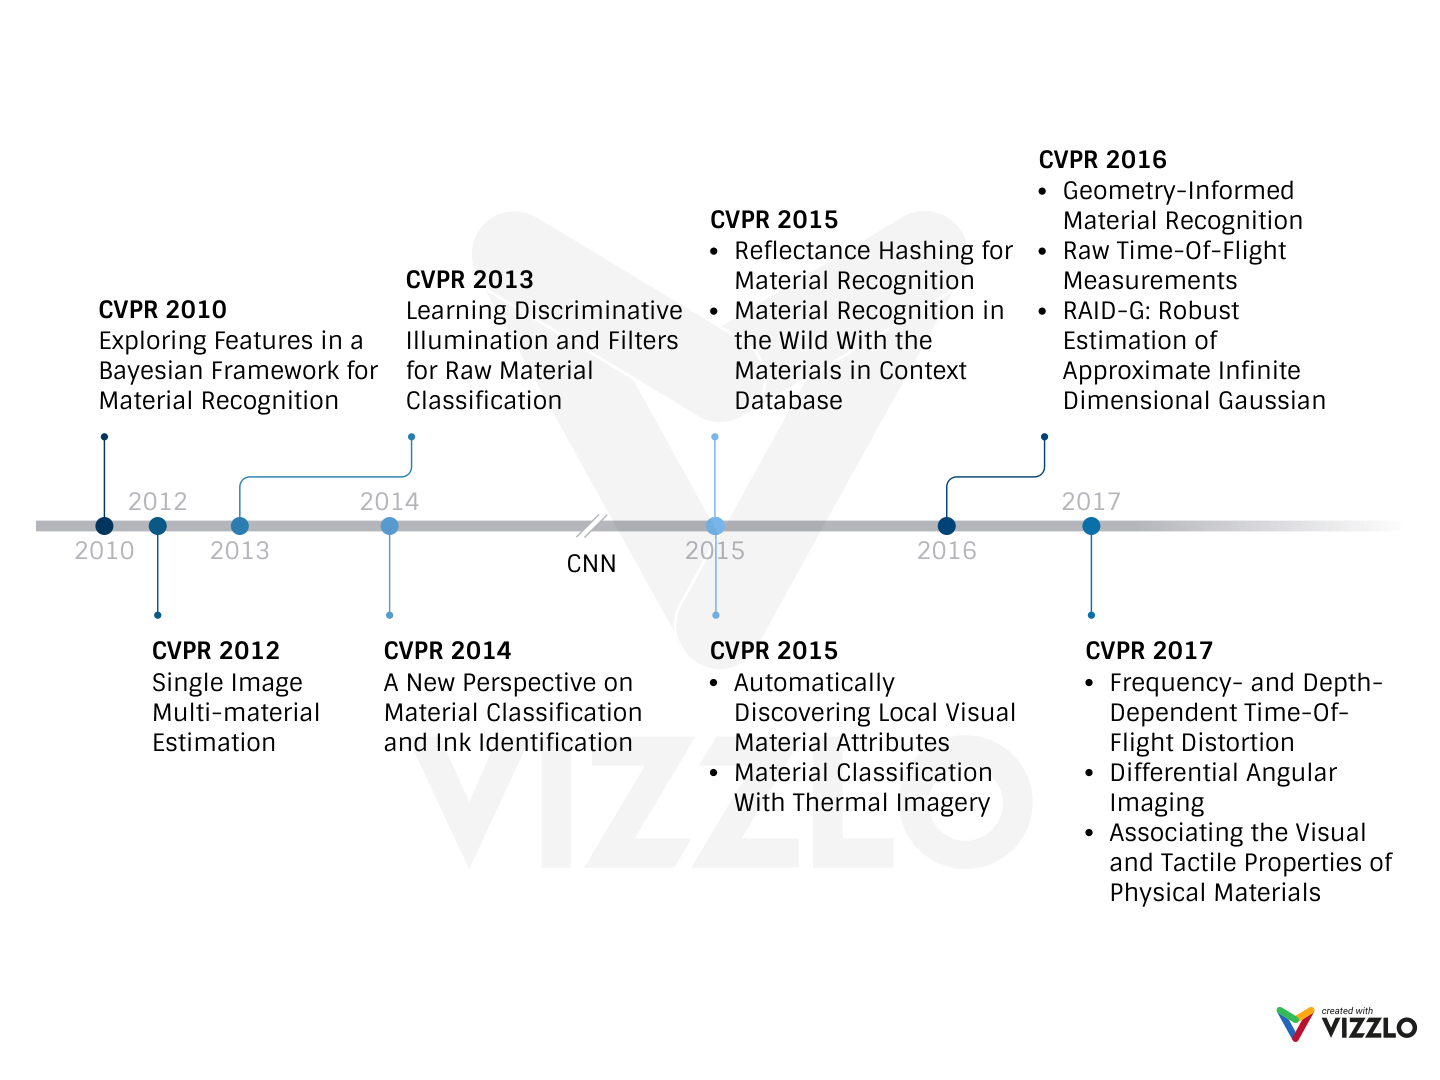 CVPR 2010
Exploring Features in a
Bayesian Framework for
Material Recognition
CVPR 2013
Learning Discriminative
Illumination and Filters
for Raw Material
Classification
CVPR 2015
• Reflectance Hashing for
Material Recognition
• Material Recognition in
the Wild With the
Materials in Context
Database
CVPR 2016
• Geometry-Informed
Material Recognition
• Raw Time-Of-Flight
Measurements
• RAID-G: Robust
Estimation of
Approximate Infinite
Dimensional Gaussian
2012
2014
2017
2010
2013
CNN
2015
2016
CVPR 2012
Single Image
Multi-material
Estimation
CVPR 2014
A New Perspective on
Material Classification
and Ink Identification
CVPR 2015
• Automatically
Discovering Local Visual
Material Attributes
• Material Classification
With Thermal Imagery
CVPR 2017
• Frequency- and Depth-
Dependent Time-Of-
Flight Distortion
• Differential Angular
Imaging
• Associating the Visual
and Tactile Properties of
Physical Materials
VIZZLO
created with
VIZZLO